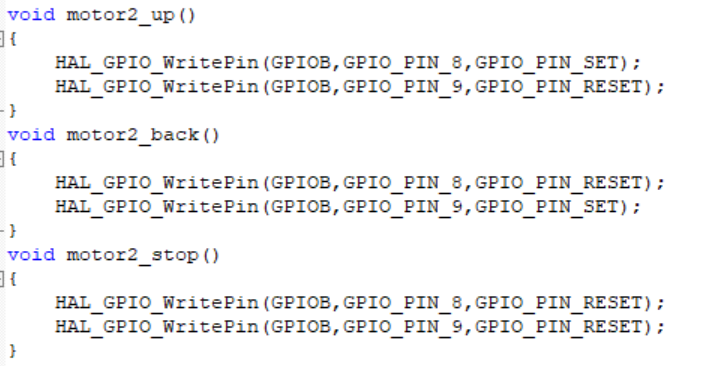 void motor2_up()
{
    HAL_GPIO_WritePin(GPIOB,GPIO_PIN_8,GPIO_PIN_SET);
    HAL_GPIO_WritePin(GPIOB,GPIO_PIN_9,GPIO_PIN_RESET);
}
void motor2_back()
{
    HAL_GPIO_WritePin(GPIOB,GPIO_PIN_8,GPIO_PIN_RESET);
    HAL_GPIO_WritePin(GPIOB,GPIO_PIN_9,GPIO_PIN_SET);
}
void motor2_stop()
{
    HAL_GPIO_WritePin(GPIOB,GPIO_PIN_8,GPIO_PIN_RESET);
    HAL_GPIO_WritePin(GPIOB,GPIO_PIN_9,GPIO_PIN_RESET);
}